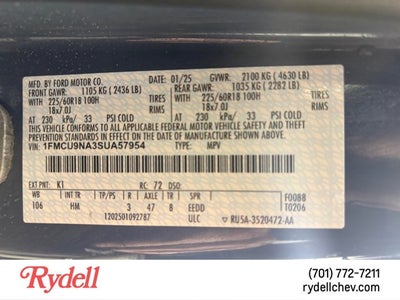 MFD. BY FORD MOTOR CO. 01/25 GVWR: 2100 KG ( 4630 LB)
FRONT GAWR: 1105 KG ( 2436 LB) REAR GAWR: 1035 KG ( 2282 LB)
225/60R18 100H WITH TIRES 225/60R18 100H
18x7.0J RIMS 18x7.0J
AT 230 kPa/ 33 PSI COLD AT 230 kPa/ 33 PSI COLD
THIS VEHICLE CONFORMS TO ALL APPLICABLE FEDERAL MOTOR VEHICLE SAFETY AND THEFT
PREVENTION STANDARDS IN EFFECT ON THE DATE OF MANUFACTURE SHOWN ABOVE.
VIN: 1FMCU9NA3SUA57954 TYPE: MPV
EXT PNT: K1 RC: 72 DSO:
WB INT TR TP/PS R AXLE TR SPR F0088
106 HM 3 47 8 EEDD T0206
1202501092787 ULC RU5A-3520472-AA
Rydell
(701) 772-7211
rydellchev.com